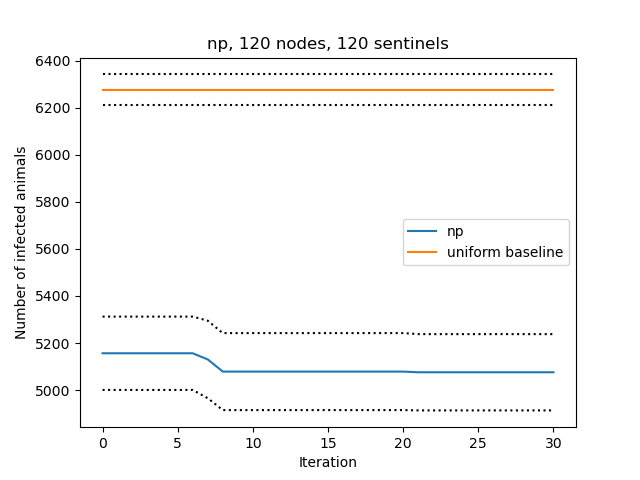 np, 120 nodes, 120 sentinels
6400
6200
6000
5800
5600
5400
5200
5000
Number of infected animals
np
uniform baseline
0 5 10 15 20 25 30
Iteration